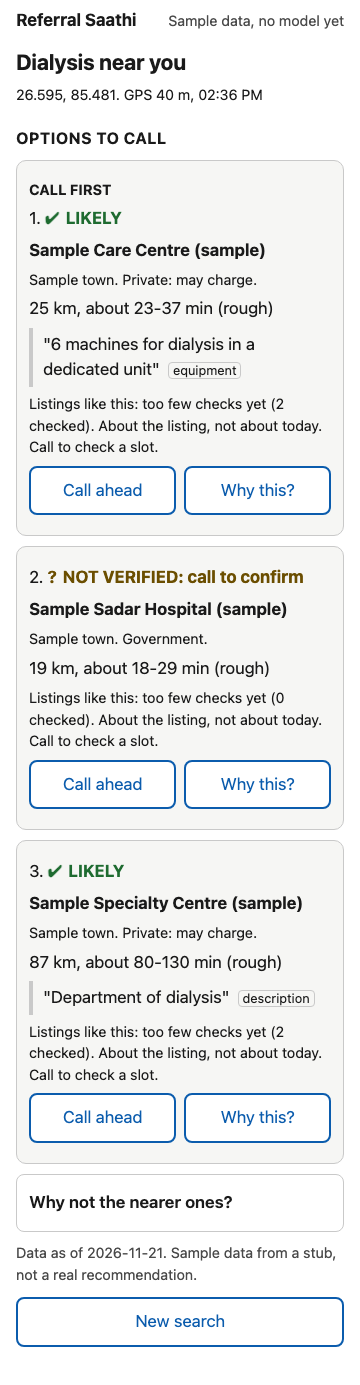 Referral Saathi
Sample data, no model yet
Dialysis near you
26.595, 85.481. GPS 40 m, 02:36 PM
OPTIONS TO CALL
CALL FIRST
1. ✔ LIKELY
Sample Care Centre (sample)
Sample town. Private: may charge.
25 km, about 23-37 min (rough)
"6 machines for dialysis in a
dedicated unit" equipment
Listings like this: too few checks yet (2
checked). About the listing, not about today.
Call to check a slot.
Call ahead
Why this?
2. ? NOT VERIFIED: call to confirm
Sample Sadar Hospital (sample)
Sample town. Government.
19 km, about 18-29 min (rough)
Listings like this: too few checks yet (0
checked). About the listing, not about today.
Call to check a slot.
Call ahead
Why this?
3. ✔ LIKELY
Sample Specialty Centre (sample)
Sample town. Private: may charge.
87 km, about 80-130 min (rough)
"Department of dialysis" description
Listings like this: too few checks yet (2
checked). About the listing, not about today.
Call to check a slot.
Call ahead
Why this?
Why not the nearer ones?
Data as of 2026-11-21. Sample data from a stub,
not a real recommendation.
New search